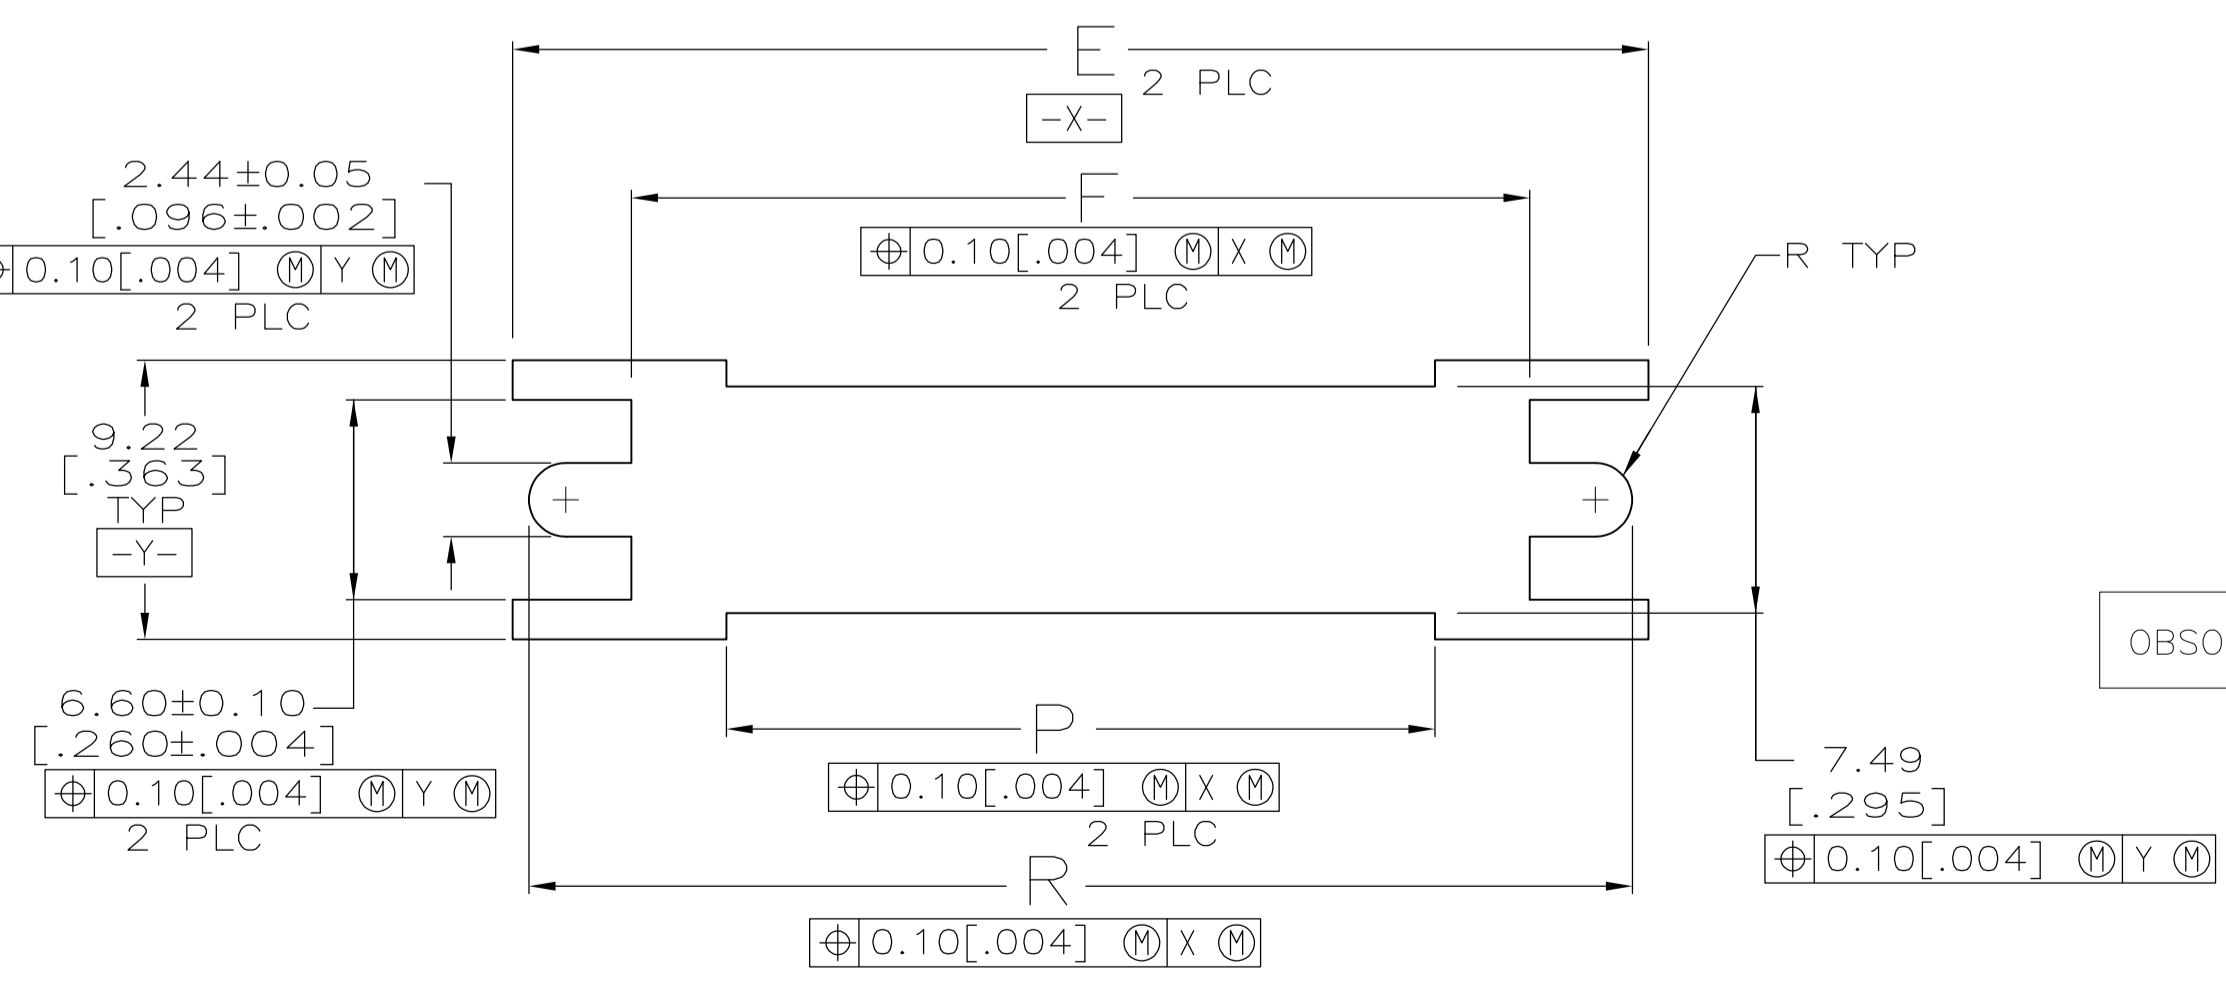 E
2 PLC
-X-
2.44±0.05
[.096±.002]
⌖ 0.10[.004] Ⓜ Y Ⓜ
2 PLC
F
⌖ 0.10[.004] Ⓜ X Ⓜ
2 PLC
R TYP
9.22
[.363]
TYP
-Y-
6.60±0.10
[.260±.004]
⌖ 0.10[.004] Ⓜ Y Ⓜ
2 PLC
P
⌖ 0.10[.004] Ⓜ X Ⓜ
2 PLC
R
⌖ 0.10[.004] Ⓜ X Ⓜ
7.49
[.295]
⌖ 0.10[.004] Ⓜ Y Ⓜ